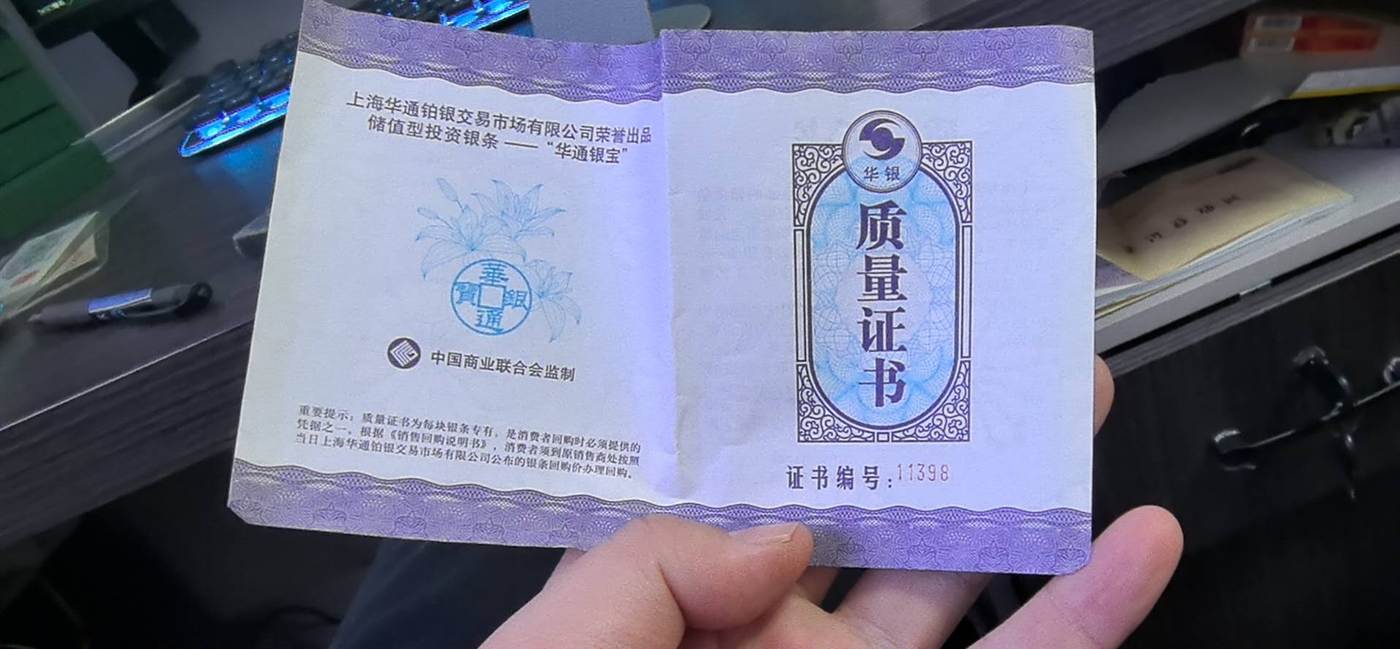 上海华通铂银交易市场有限公司荣誉出品
储值型投资银条——“华通银宝”
華
寶銀
通
中国商业联合会监制
重要提示：质量证书为每块银条专有，是消费者回购时必须提供的
凭据之一。根据《销售回购说明书》，消费者须到原销售商处按照
当日上海华通铂银交易市场有限公司公布的银条回购价办理回购。
华银
质量证书
证书编号：11398